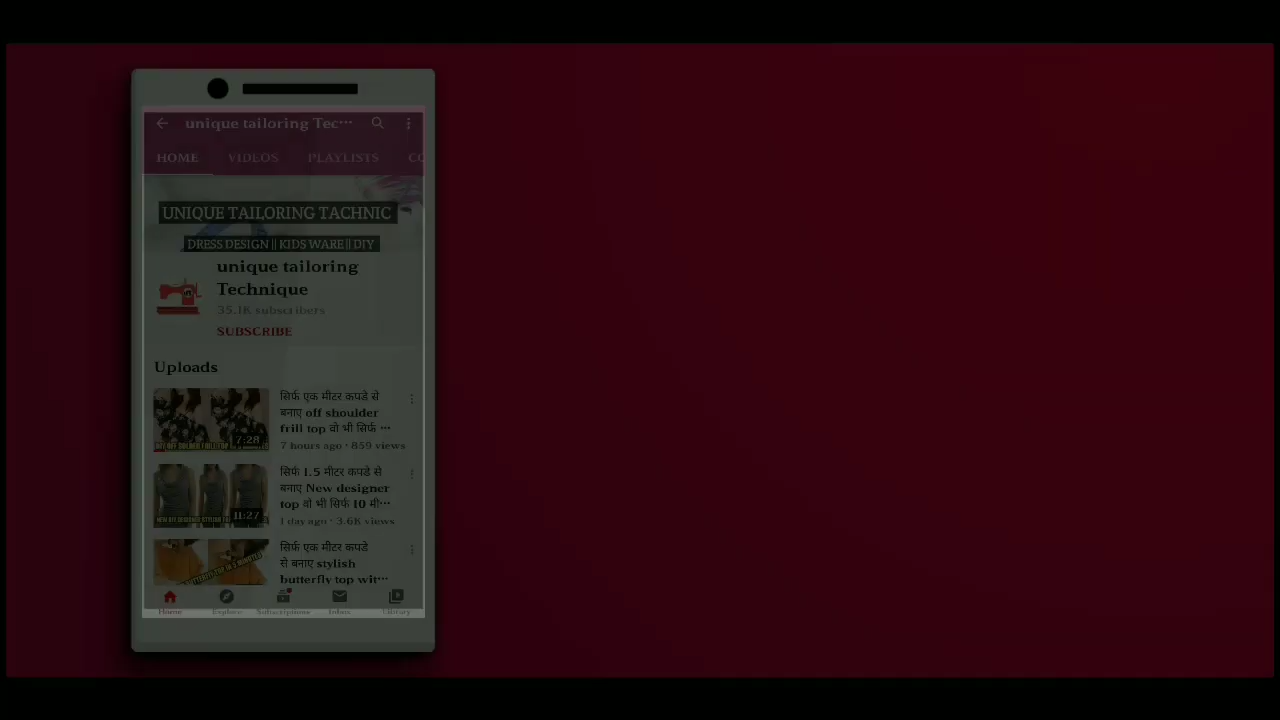 unique tailoring Tec...
HOME VIDEOS PLAYLISTS CO
UNIQUE TAILORING TACHNIC
DRESS DESIGN || KIDS WARE || DIY
unique tailoring
Technique
35.1K subscribers
SUBSCRIBE
Uploads
सिर्फ एक मीटर कपडे से
बनाए off shoulder
frill top वो भी सिर्फ ...
7 hours ago · 859 views
7:28
सिर्फ 1.5 मीटर कपडे से
बनाए New designer
top वो भी सिर्फ 10 मी...
1 day ago · 3.6K views
11:27
सिर्फ एक मीटर कपडे
से बनाए stylish
butterfly top wit...
Home Explore Subscriptions Inbox Library